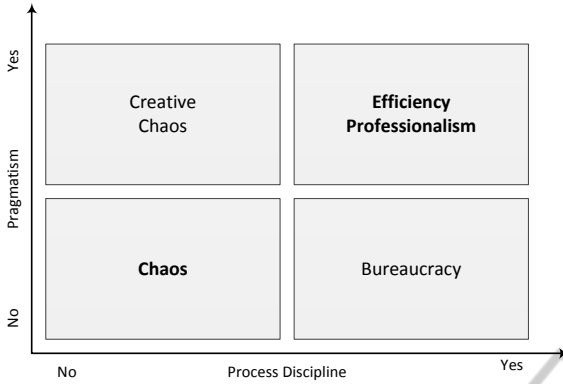 Yes
Creative
Chaos
Efficiency
Professionalism
Pragmatism
Chaos
Bureaucracy
No
No
Process Discipline
Yes